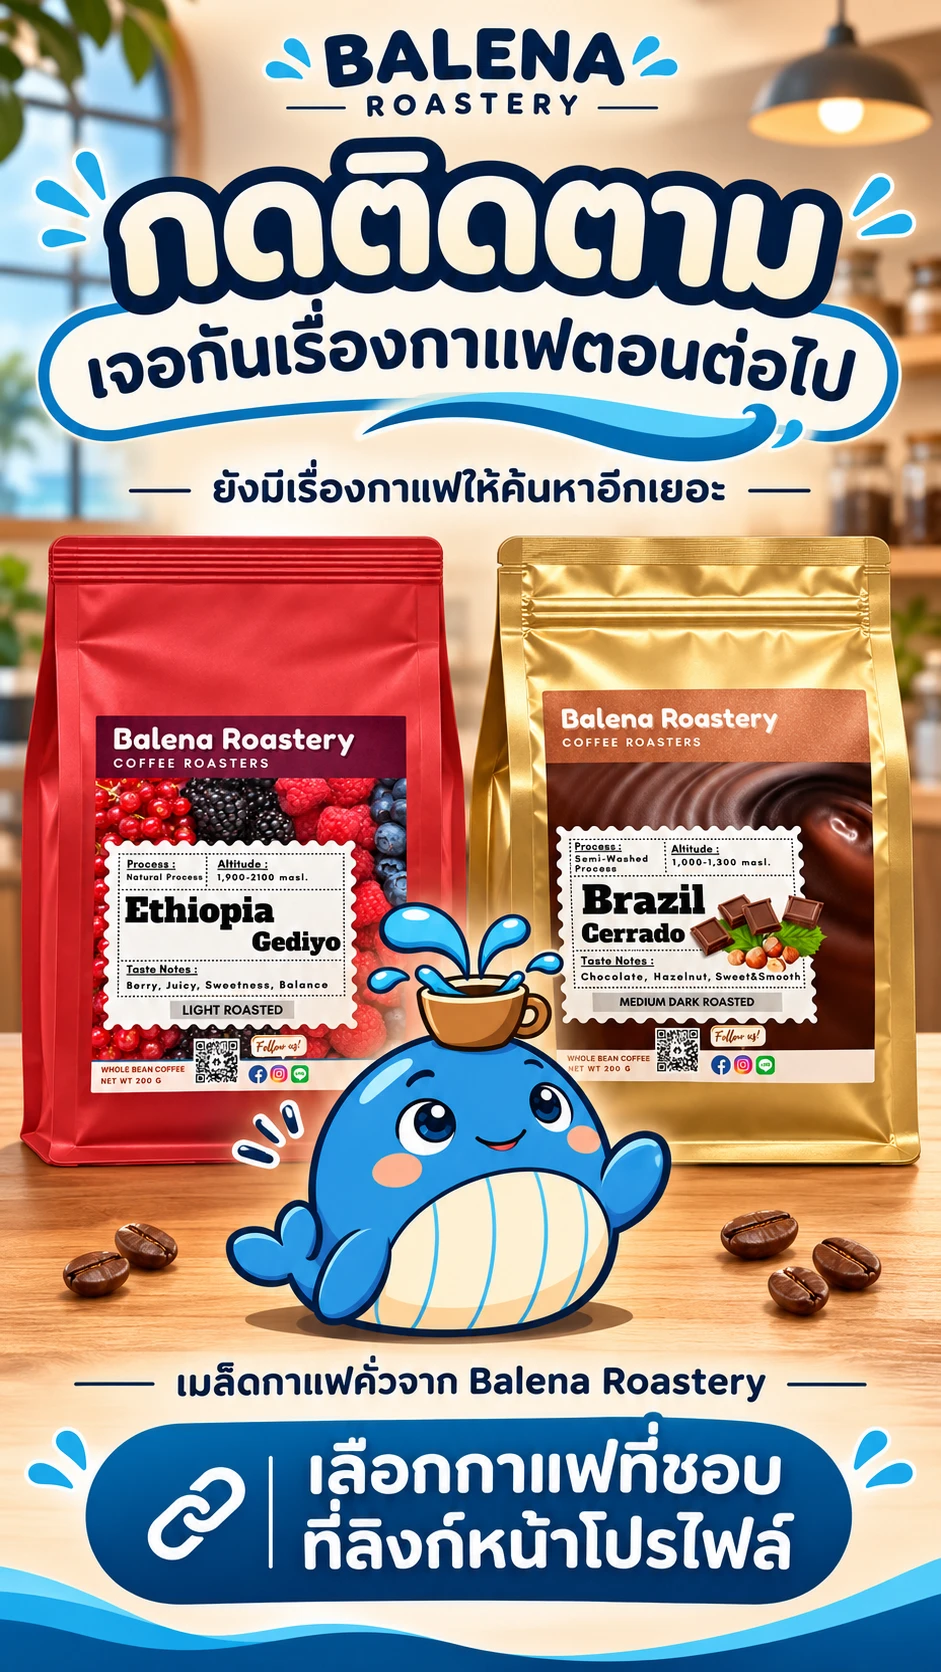 BALENA
ROASTERY
กดติดตาม
เจอกันเรื่องกาแฟตอนต่อไป
ยังมีเรื่องกาแฟให้ค้นหาอีกเยอะ
Balena Roastery
COFFEE ROASTERS
Process :
Natural Process
Altitude :
1,900-2100 masl.
Ethiopia
Gediyo
Taste Notes :
Berry, Juicy, Sweetness, Balance
LIGHT ROASTED
WHOLE BEAN COFFEE
NET WT 200 G
Follow us!
Balena Roastery
COFFEE ROASTERS
Process :
Semi-Washed
Process
Altitude :
1,000-1,300 masl.
Brazil
Cerrado
Taste Notes :
Chocolate, Hazelnut, Sweet&Smooth
MEDIUM DARK ROASTED
WHOLE BEAN COFFEE
NET WT 200 G
Follow us!
เมล็ดกาแฟคั่วจาก Balena Roastery
เลือกกาแฟที่ชอบ
ที่ลิงก์หน้าโปรไฟล์